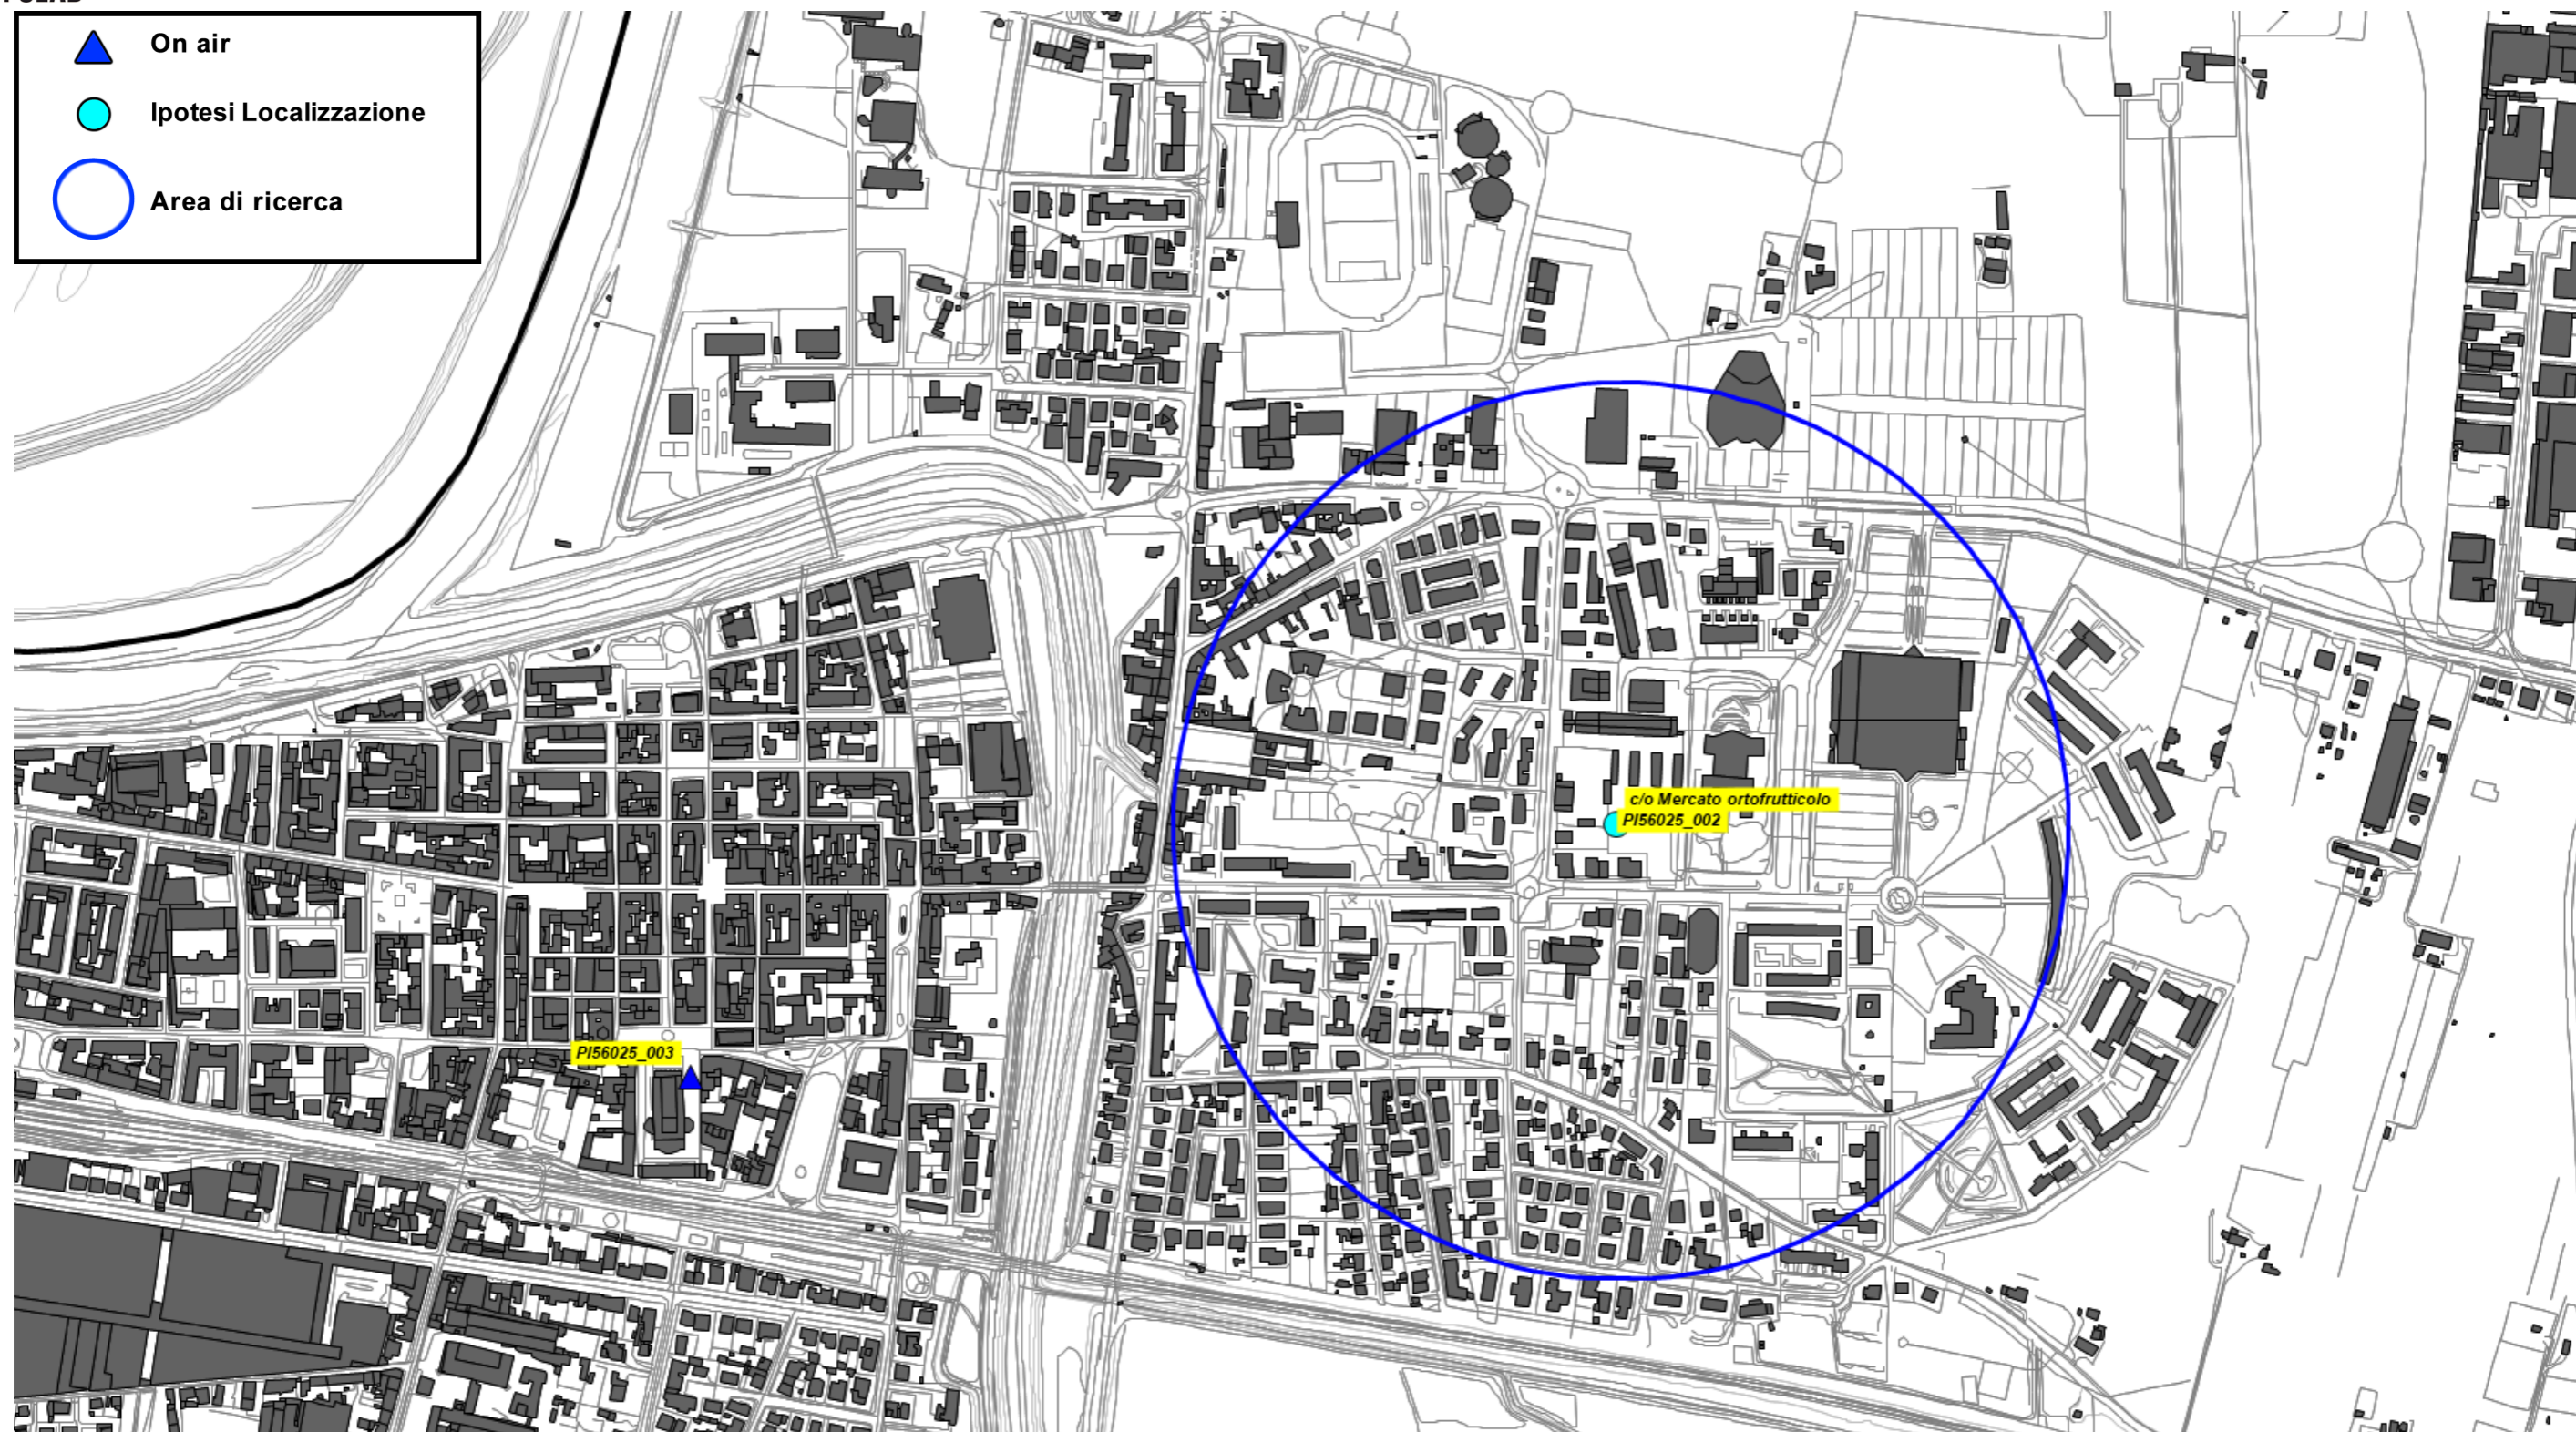 On air
Ipotesi Localizzazione
Area di ricerca
c/o Mercato ortofrutticolo
PI56025_002
PI56025_003